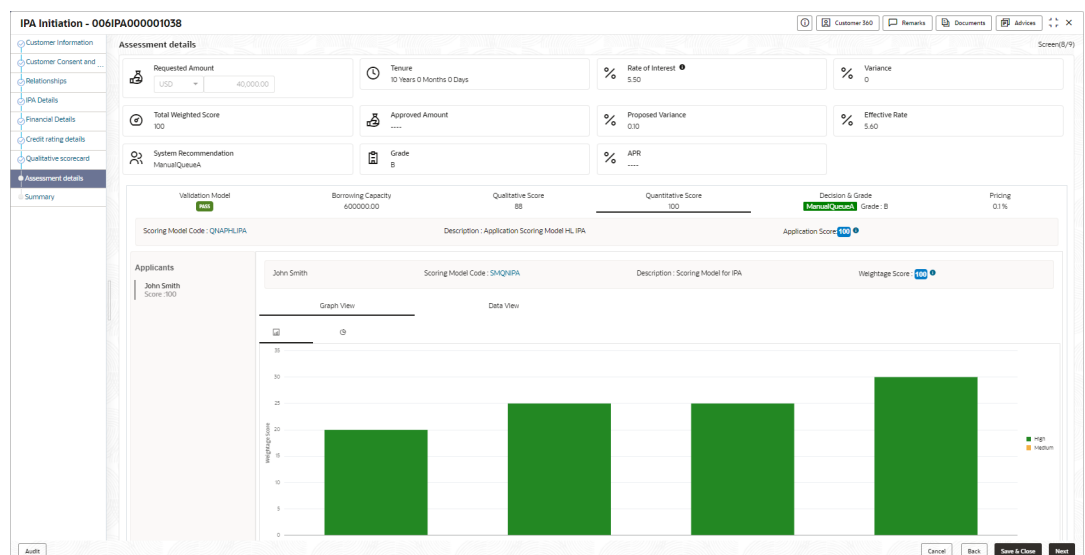 IPA Initiation - 006IPA000001038
Customer 360
Remarks
Documents
Advices
Customer Information
Customer Consent and ...
Relationships
IPA Details
Financial Details
Credit rating details
Qualitative scorecard
Assessment details
Summary
Assessment details
Screen(8/9)
Requested Amount
USD 40,000.00
Tenure
10 Years 0 Months 0 Days
Rate of Interest
5.50
Variance
0
Total Weighted Score
100
Approved Amount
----
Proposed Variance
0.10
Effective Rate
5.60
System Recommendation
ManualQueueA
Grade
B
APR
----
Validation Model
PASS
Borrowing Capacity
600000.00
Qualitative Score
88
Quantitative Score
100
Decision & Grade
ManualQueueA Grade : B
Pricing
0.1 %
Scoring Model Code : QNAPHLIPA
Description : Application Scoring Model HL IPA
Application Score 100
Applicants
John Smith
Score :100
John Smith
Scoring Model Code : SMQNIPA
Description : Scoring Model for IPA
Weightage Score : 100
Graph View
Data View
35
30
25
20
15
10
5
0
Weightage Score
High
Medium
Audit
Cancel
Back
Save & Close
Next